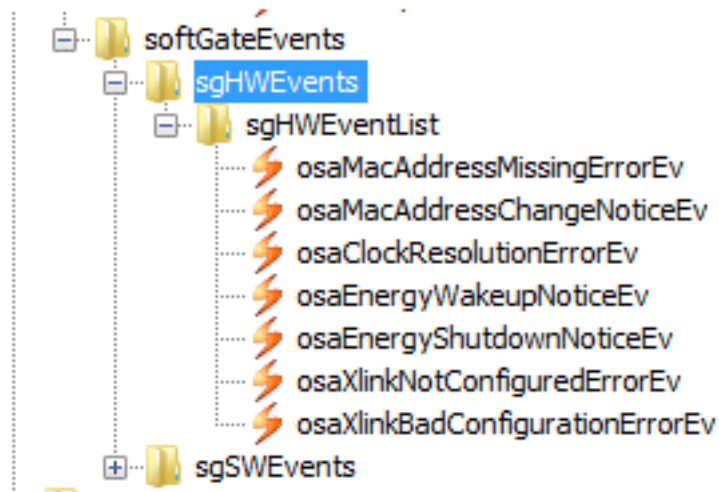 softGateEvents
sgHWEvents
sgHWEventList
osaMacAddressMissingErrorEv
osaMacAddressChangeNoticeEv
osaClockResolutionErrorEv
osaEnergyWakeupNoticeEv
osaEnergyShutdownNoticeEv
osaXlinkNotConfiguredErrorEv
osaXlinkBadConfigurationErrorEv
sgSWEvents